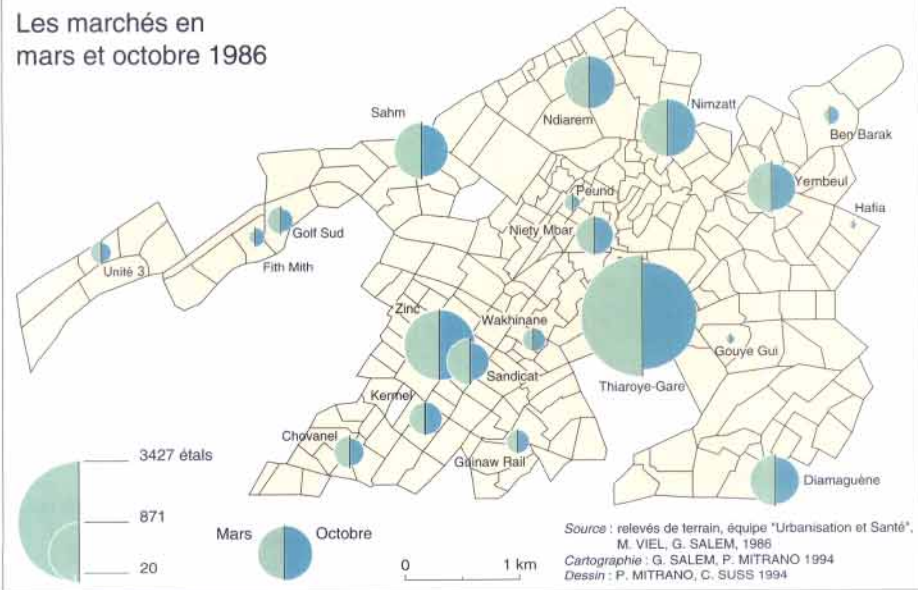 Les marchés en
mars et octobre 1986
Sahm
Ndiarem
Nimzatt
Ben Barak
Peund
Yembeul
Hafia
Niety Mbar
Golf Sud
Fith Mith
Unité 3
Zinc
Wakhinane
Gouye Gui
Sandicat
Thiaroye-Gare
Kermel
Chovanel
Guinaw Rail
Diamaguène
3427 étals
871
20
Mars
Octobre
0
1 km
Source : relevés de terrain, équipe "Urbanisation et Santé",
M. VIEL, G. SALEM, 1986
Cartographie : G. SALEM, P. MITRANO 1994
Dessin : P. MITRANO, C. SUSS 1994